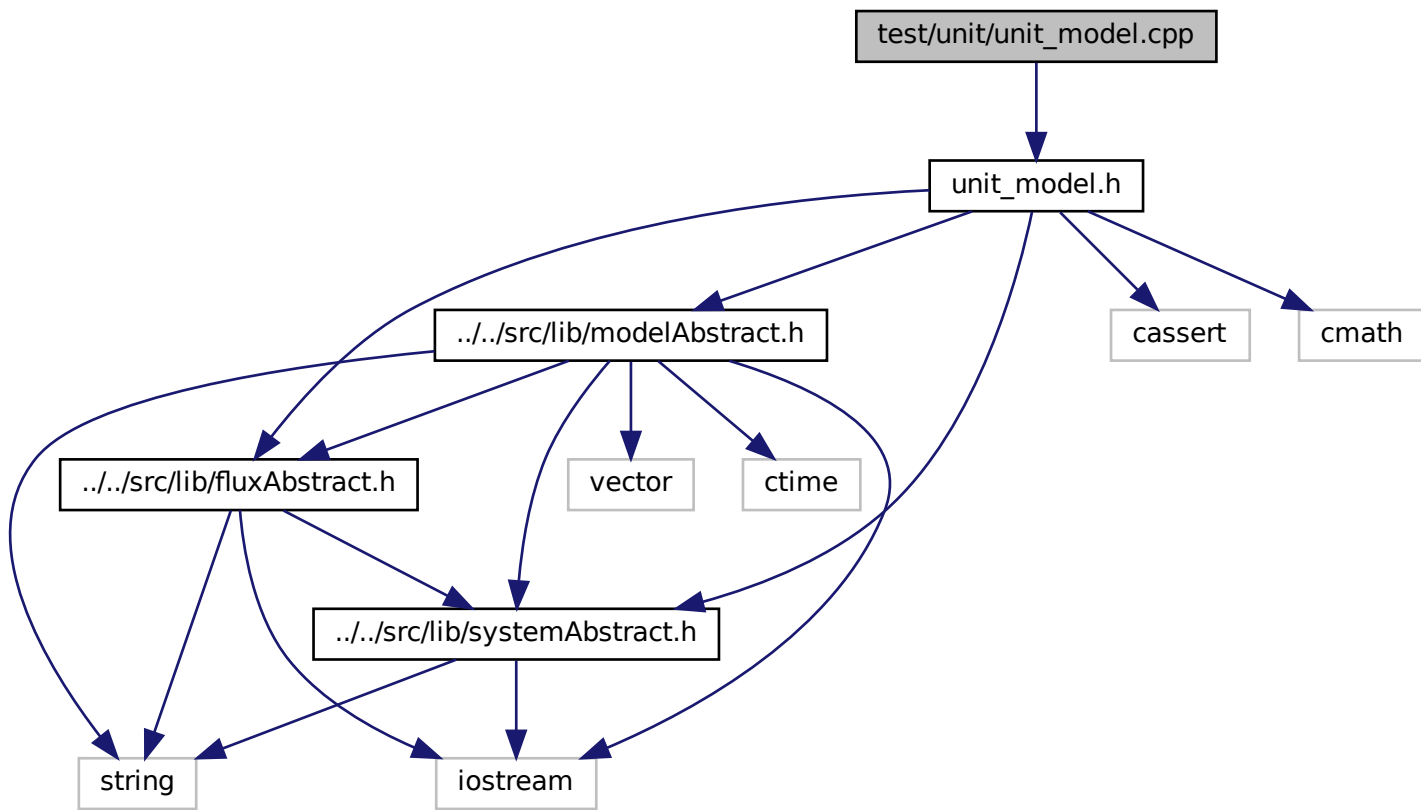 test/unit/unit_model.cpp
unit_model.h
../../src/lib/modelAbstract.h
cassert
cmath
../../src/lib/fluxAbstract.h
vector
ctime
../../src/lib/systemAbstract.h
string
iostream